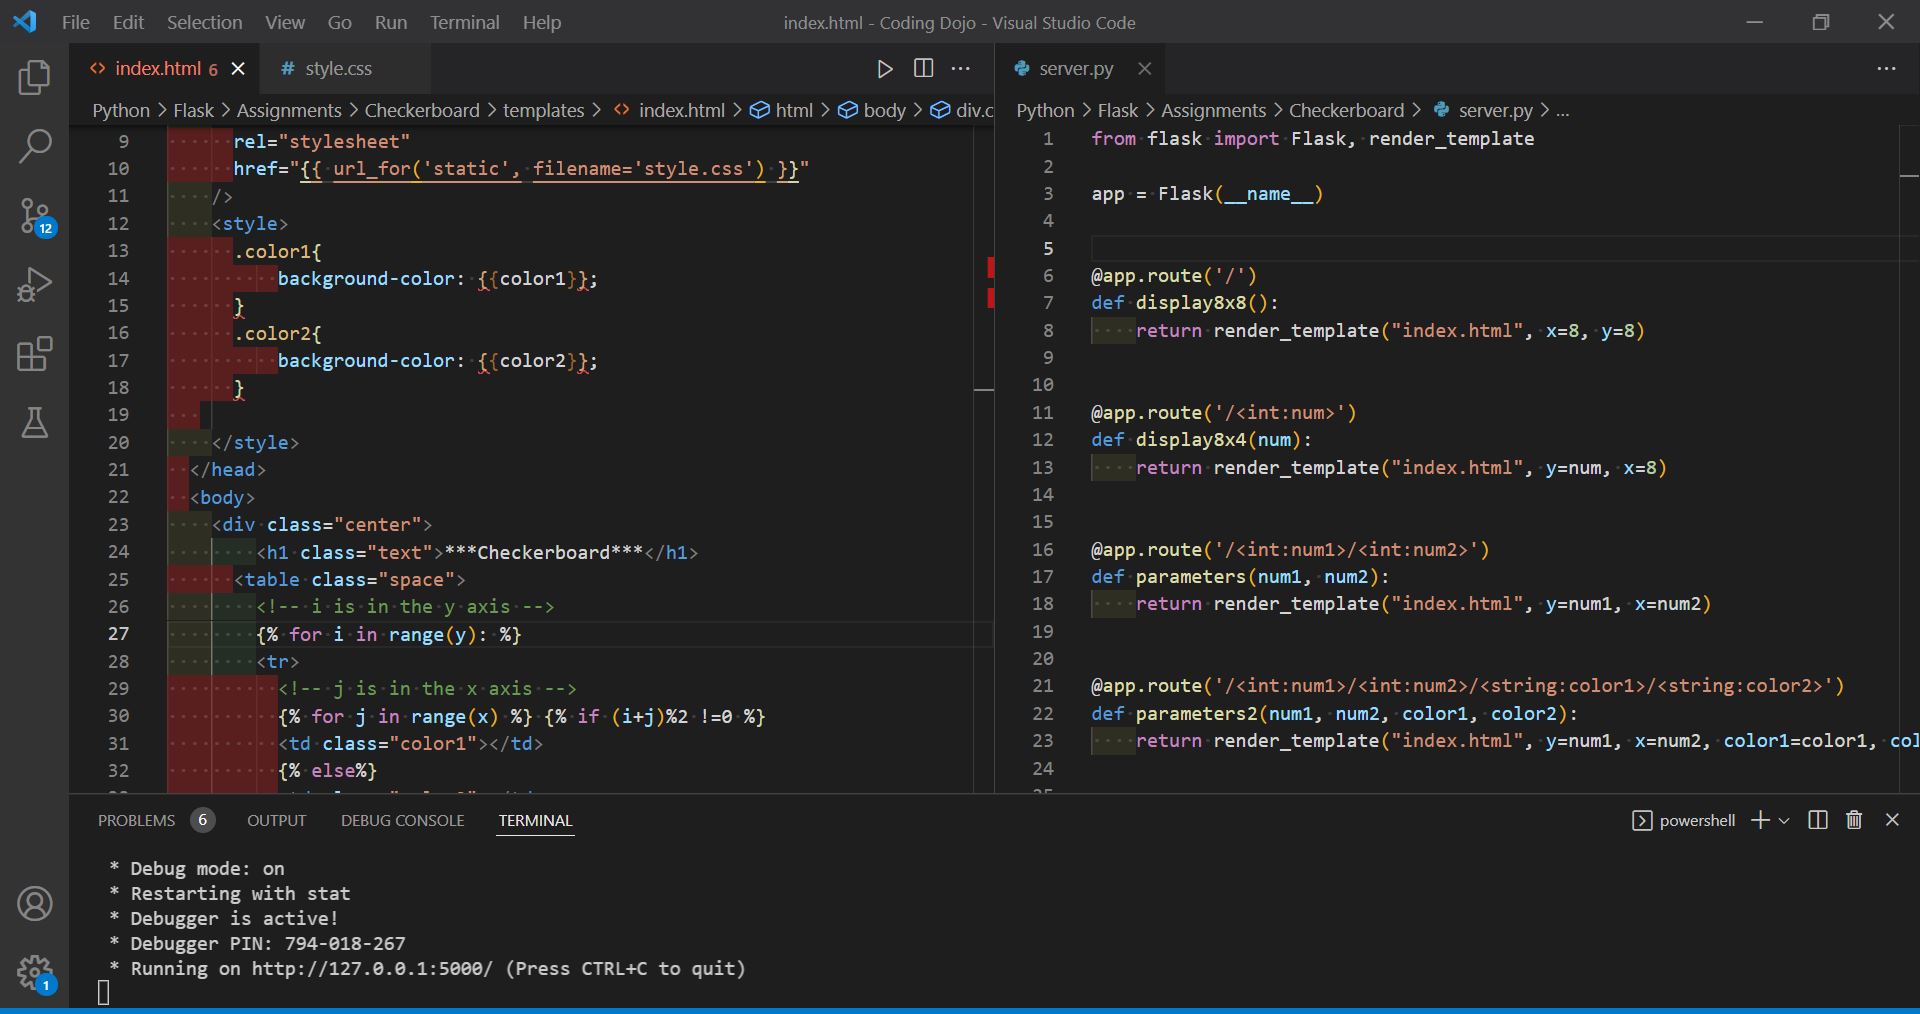 File Edit Selection View Go Run Terminal Help index.html - Coding Dojo - Visual Studio Code
index.html 6
# style.css
Python > Flask > Assignments > Checkerboard > templates > <> index.html > html > body > div.c
9 rel="stylesheet"
10 href="{{ url_for('static', filename='style.css') }}"
11 />
12 <style>
13 .color1{
14 background-color: {{color1}};
15 }
16 .color2{
17 background-color: {{color2}};
18 }
19
20 </style>
21 </head>
22 <body>
23 <div class="center">
24 <h1 class="text">***Checkerboard***</h1>
25 <table class="space">
26 <!-- i is in the y axis -->
27 {% for i in range(y): %}
28 <tr>
29 <!-- j is in the x axis -->
30 {% for j in range(x) %} {% if (i+j)%2 !=0 %}
31 <td class="color1"></td>
32 {% else%}
server.py
Python > Flask > Assignments > Checkerboard > server.py > ...
1 from flask import Flask, render_template
2
3 app = Flask(__name__)
4
5
6 @app.route('/')
7 def display8x8():
8 return render_template("index.html", x=8, y=8)
9
10
11 @app.route('/<int:num>')
12 def display8x4(num):
13 return render_template("index.html", y=num, x=8)
14
15
16 @app.route('/<int:num1>/<int:num2>')
17 def parameters(num1, num2):
18 return render_template("index.html", y=num1, x=num2)
19
20
21 @app.route('/<int:num1>/<int:num2>/<string:color1>/<string:color2>')
22 def parameters2(num1, num2, color1, color2):
23 return render_template("index.html", y=num1, x=num2, color1=color1, col
24
12
1
PROBLEMS 6 OUTPUT DEBUG CONSOLE TERMINAL
powershell
* Debug mode: on
* Restarting with stat
* Debugger is active!
* Debugger PIN: 794-018-267
* Running on http://127.0.0.1:5000/ (Press CTRL+C to quit)